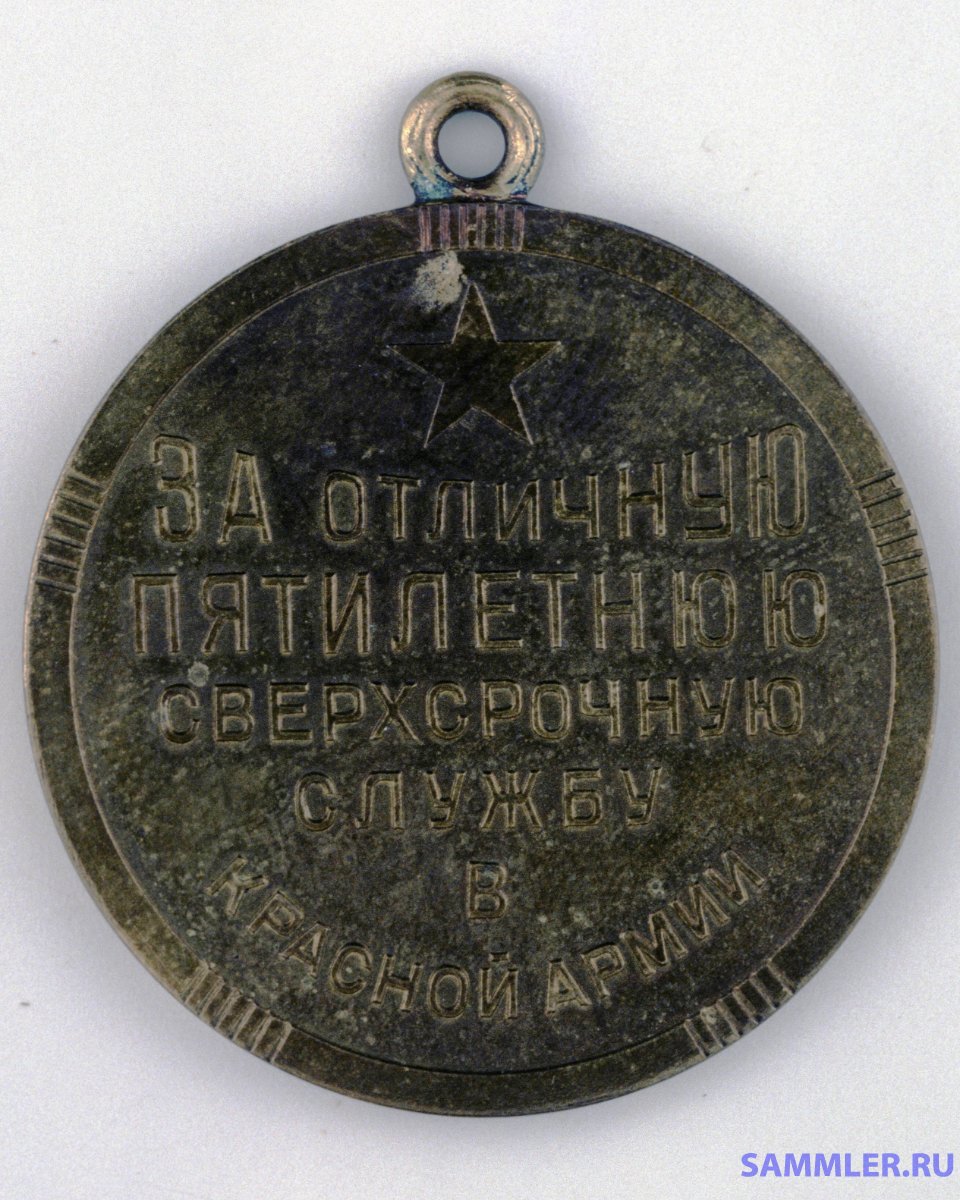 ЗА ОТЛИЧНУЮ
ПЯТИЛЕТНЮЮ
СВЕРХСРОЧНУЮ
СЛУЖБУ
В
КРАСНОЙ АРМИИ
SAMMLER.RU